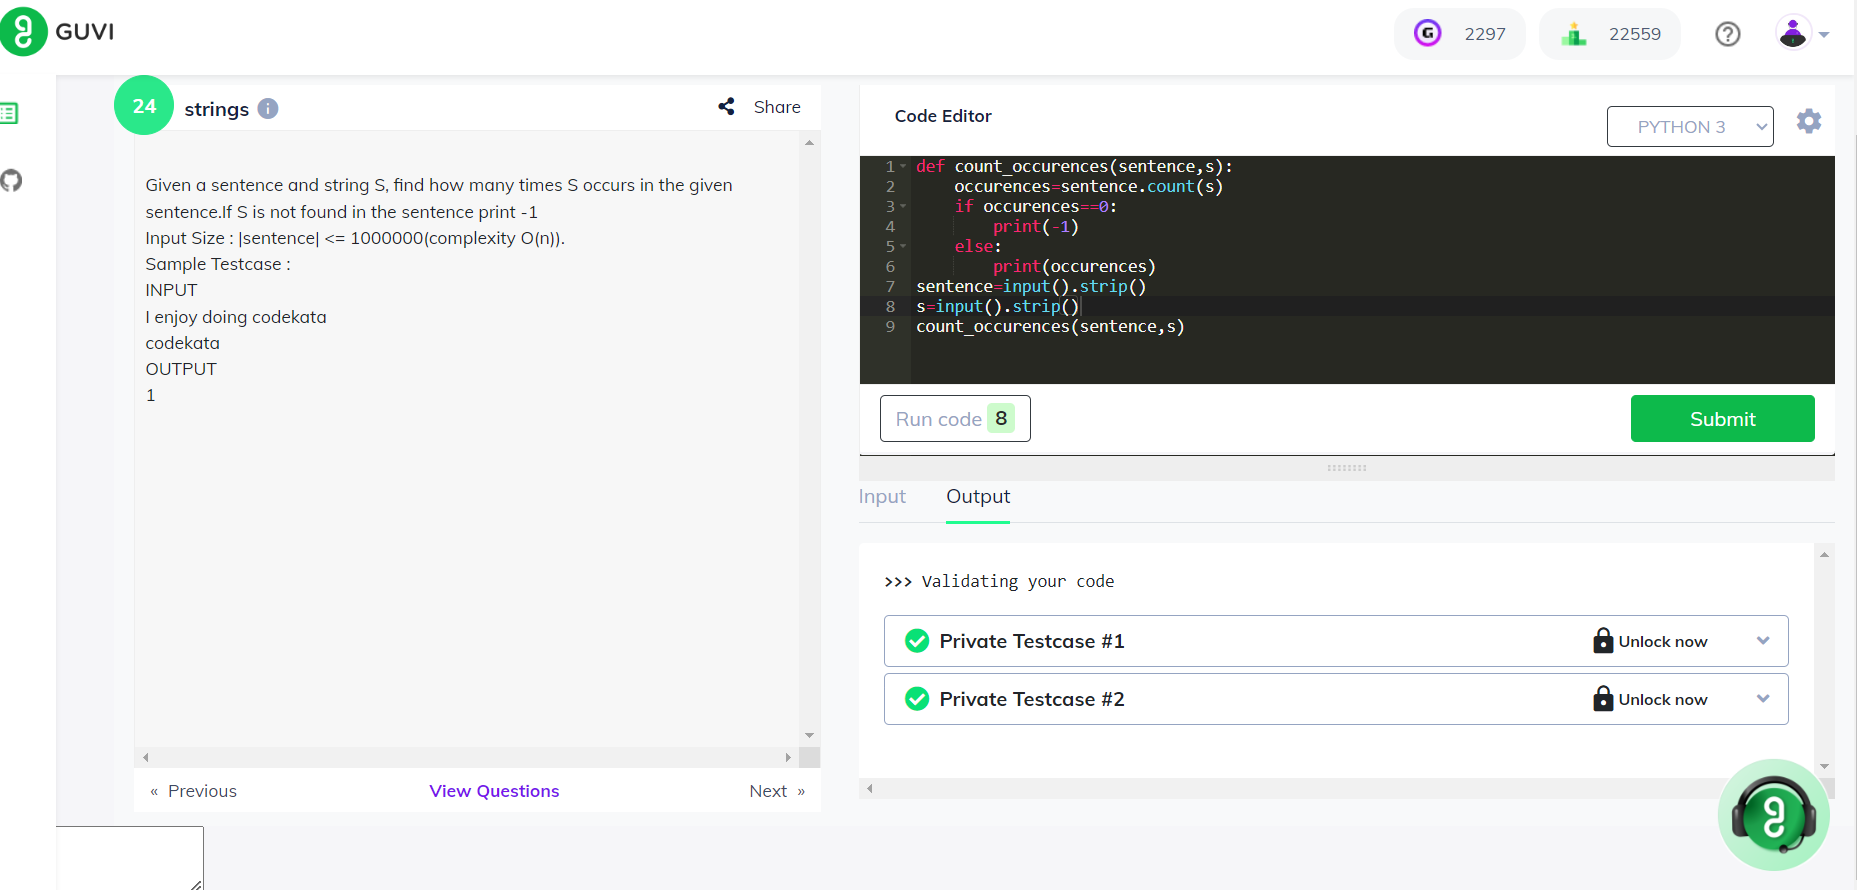 GUVI
G 2297
22559
?
24 strings i
Share
Given a sentence and string S, find how many times S occurs in the given
sentence.If S is not found in the sentence print -1
Input Size : |sentence| <= 1000000(complexity O(n)).
Sample Testcase :
INPUT
I enjoy doing codekata
codekata
OUTPUT
1
« Previous
View Questions
Next »
Code Editor
PYTHON 3
1 def count_occurences(sentence,s):
2     occurences=sentence.count(s)
3     if occurences==0:
4         print(-1)
5     else:
6         print(occurences)
7 sentence=input().strip()
8 s=input().strip()
9 count_occurences(sentence,s)
Run code 8
Submit
Input
Output
>>> Validating your code
Private Testcase #1
Unlock now
Private Testcase #2
Unlock now